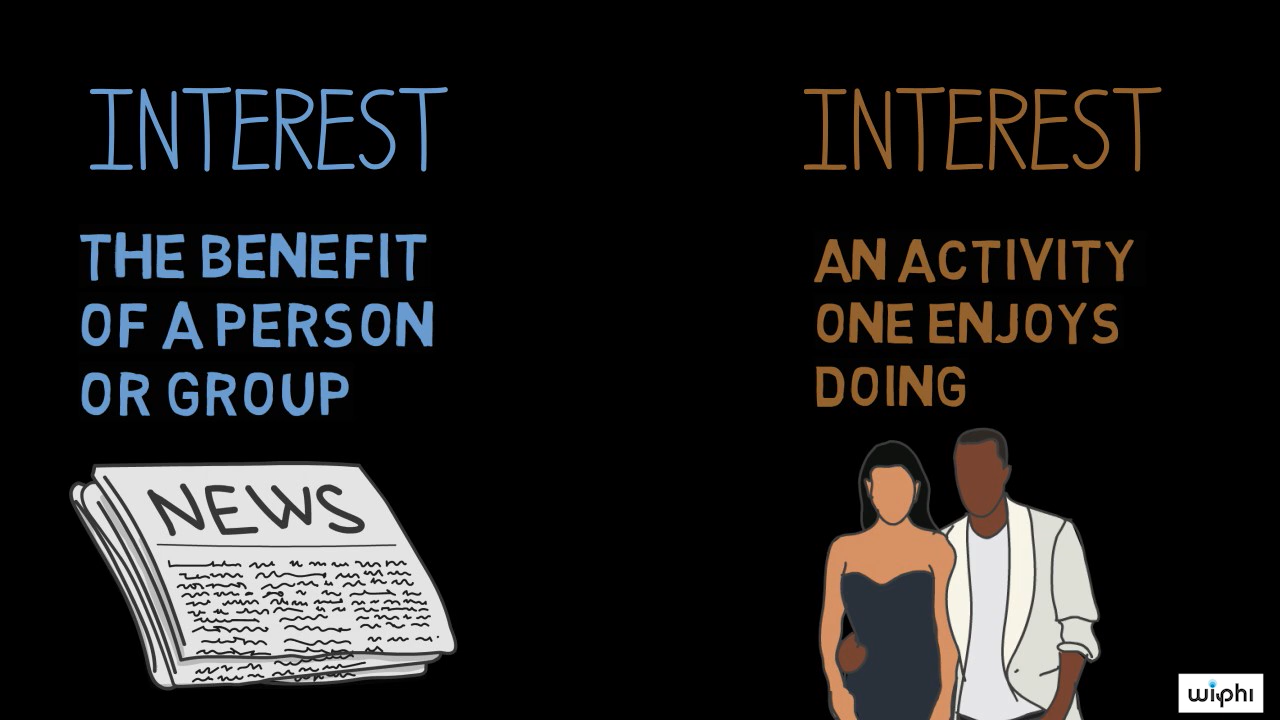 INTEREST
THE BENEFIT
OF A PERSON
OR GROUP
NEWS
INTEREST
AN ACTIVITY
ONE ENJOYS
DOING
wiphi